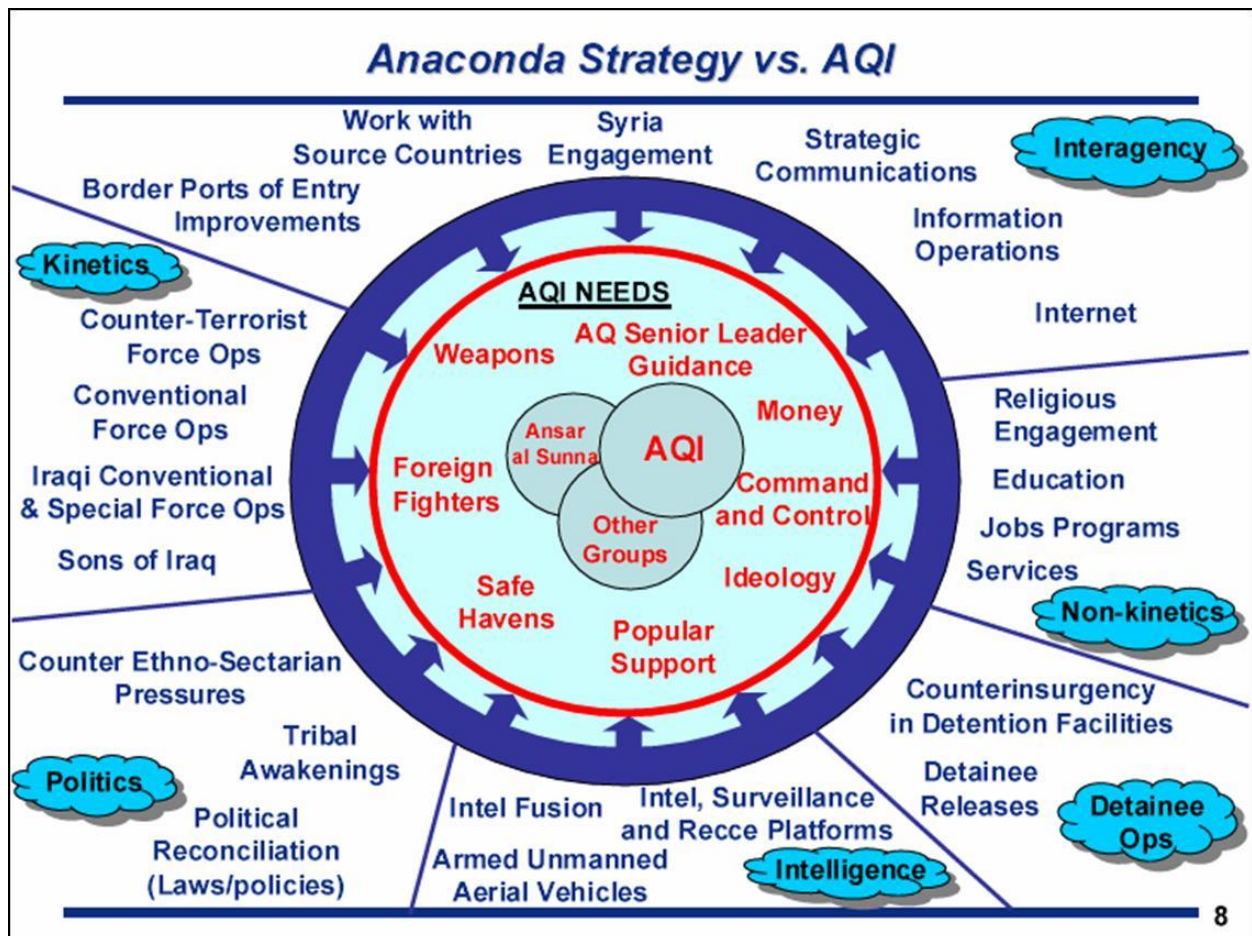 Anaconda Strategy vs. AQI
Work with
Source Countries
Syria
Engagement
Strategic
Communications
Interagency
Border Ports of Entry
Improvements
Information
Operations
Internet
Kinetics
Counter-Terrorist
Force Ops
Conventional
Force Ops
Iraqi Conventional
& Special Force Ops
Sons of Iraq
AQI NEEDS
Weapons
AQ Senior Leader
Guidance
Money
Foreign
Fighters
Ansar
al Sunna
AQI
Other
Groups
Command
and Control
Safe
Havens
Ideology
Popular
Support
Religious
Engagement
Education
Jobs Programs
Services
Non-kinetics
Counter Ethno-Sectarian
Pressures
Tribal
Awakenings
Politics
Political
Reconciliation
(Laws/policies)
Intel Fusion
Intel, Surveillance
and Recce Platforms
Armed Unmanned
Aerial Vehicles
Intelligence
Counterinsurgency
in Detention Facilities
Detainee
Releases
Detainee
Ops
8